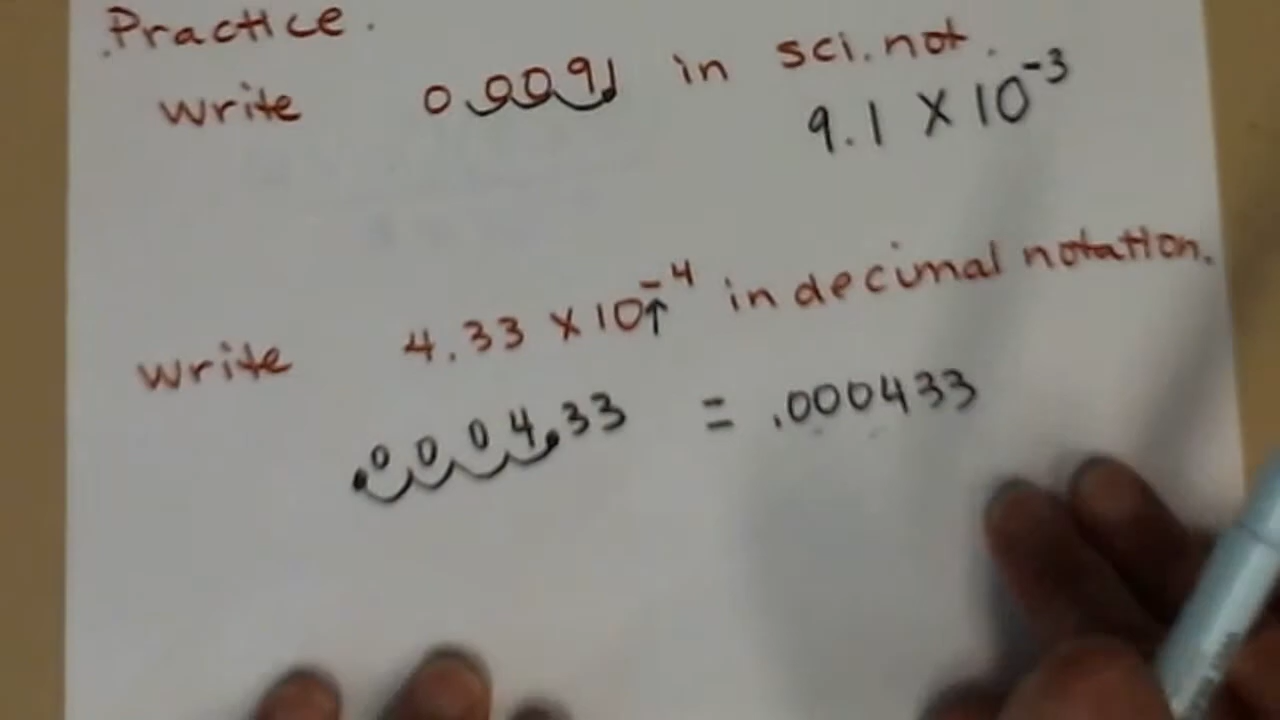 Practice.
Write 0.0091 in sci.not.
9.1 X 10⁻³
Write 4.33 x 10⁻⁴ in decimal notation.
↑
.0004.33 = .000433